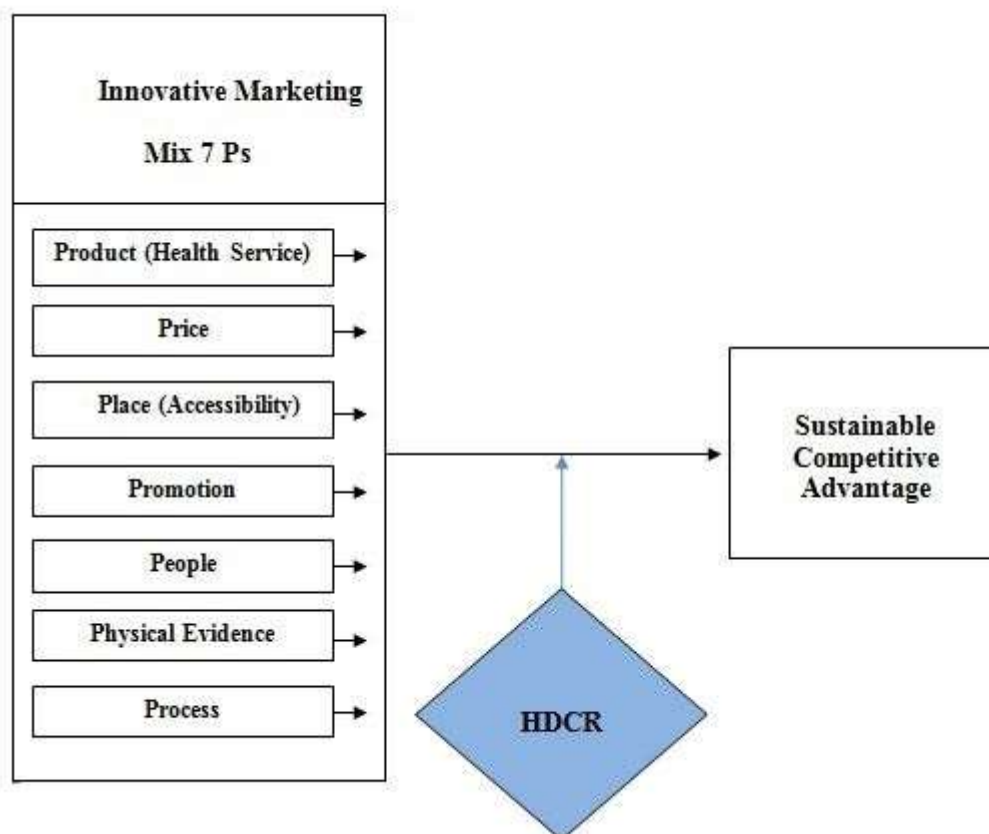 Innovative Marketing
Mix 7 Ps
Product (Health Service)
Price
Place (Accessibility)
Promotion
People
Physical Evidence
Process
Sustainable
Competitive
Advantage
HDCR